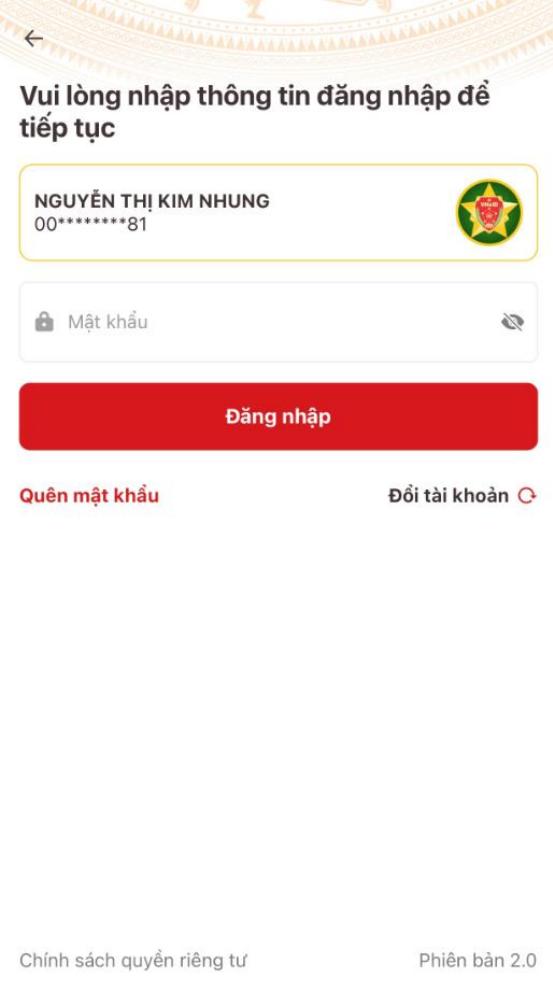 Vui lòng nhập thông tin đăng nhập để
tiếp tục
NGUYỄN THỊ KIM NHUNG
00********81
Mật khẩu
Đăng nhập
Quên mật khẩu
Đổi tài khoản
Chính sách quyền riêng tư
Phiên bản 2.0